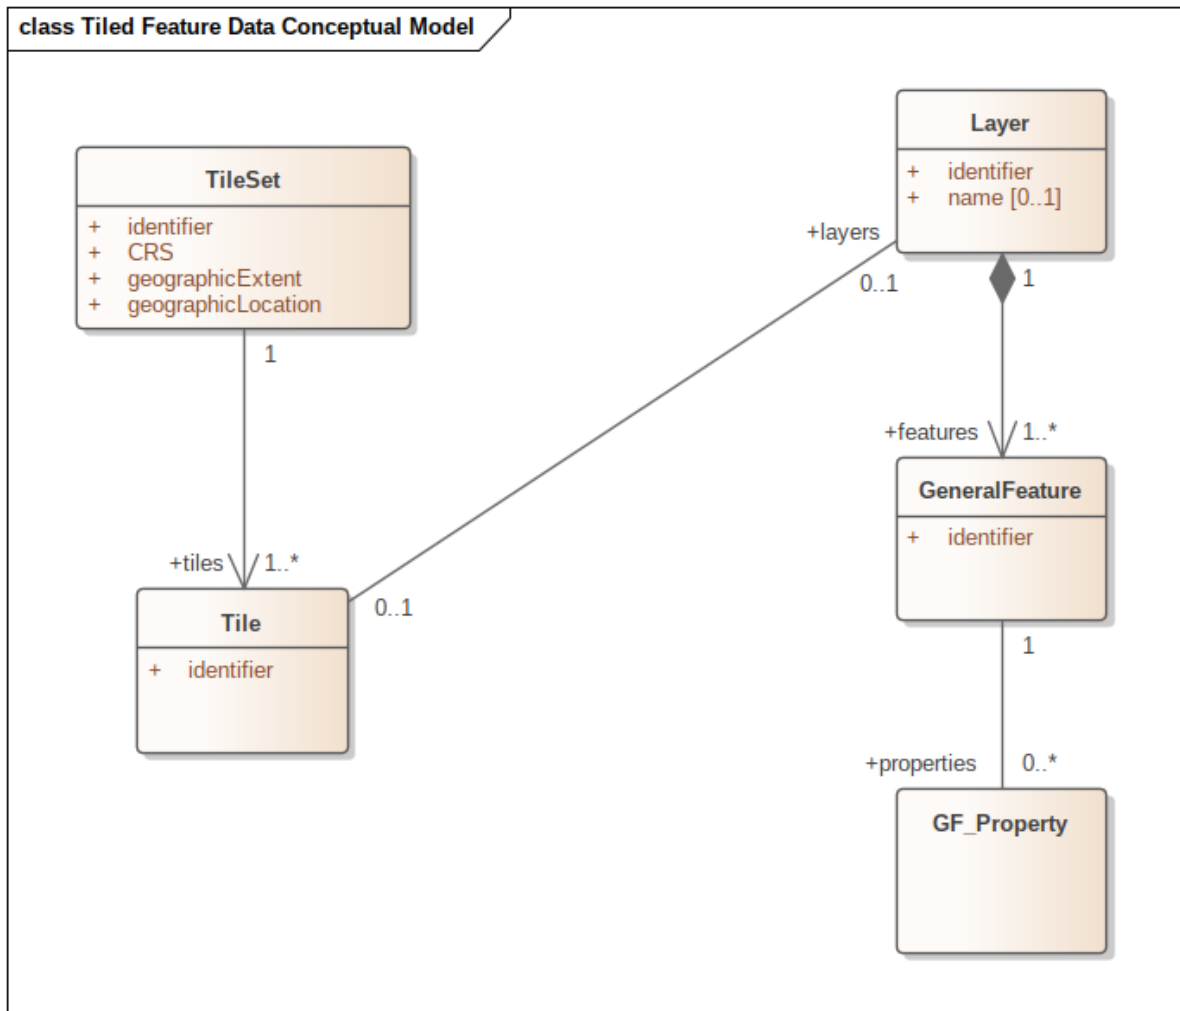 class Tiled Feature Data Conceptual Model
TileSet
+ identifier
+ CRS
+ geographicExtent
+ geographicLocation
1
+tiles 1..*
Tile
+ identifier
0..1
+layers
0..1
Layer
+ identifier
+ name [0..1]
1
+features 1..*
GeneralFeature
+ identifier
1
+properties 0..*
GF_Property